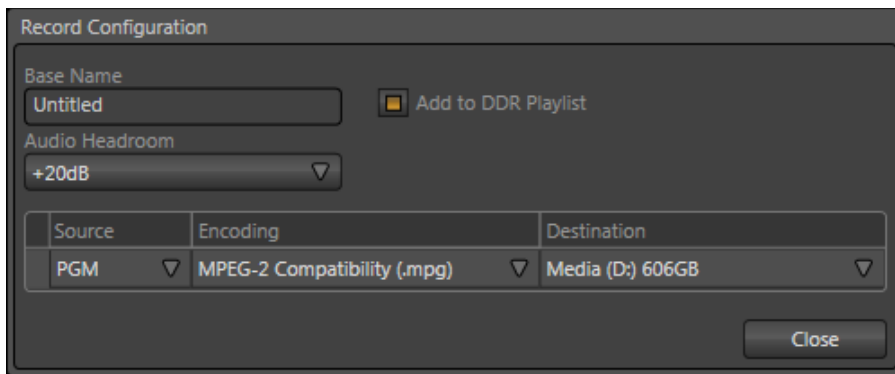 Record Configuration
Base Name
Untitled
Add to DDR Playlist
Audio Headroom
+20dB
Source Encoding Destination
PGM MPEG-2 Compatibility (.mpg) Media (D:) 606GB
Close